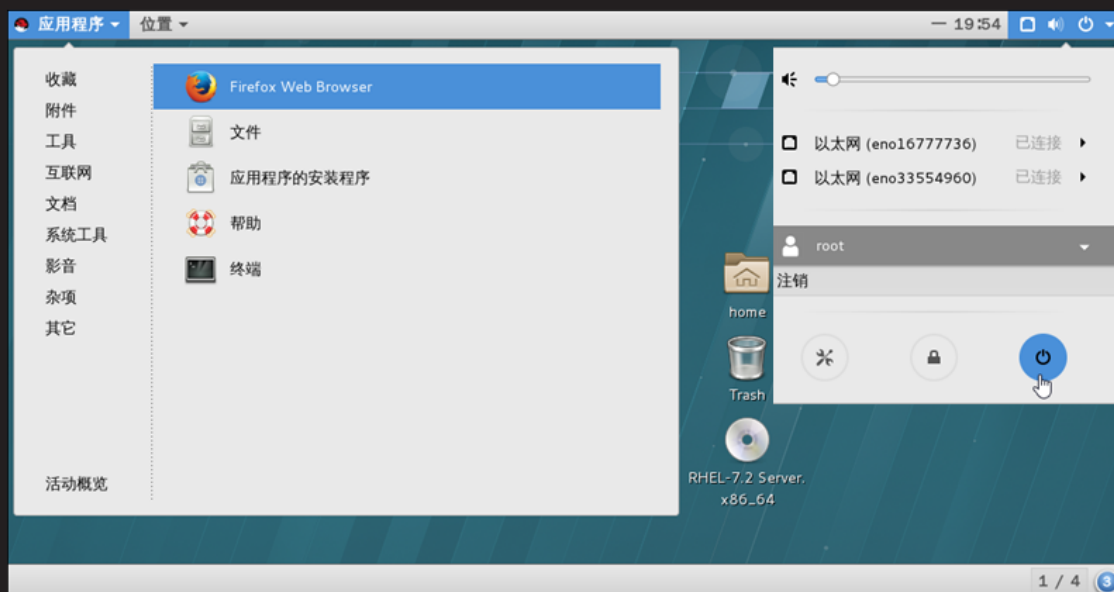 应用程序 位置 一 19:54
收藏
附件
工具
互联网
文档
系统工具
影音
杂项
其它
活动概览
Firefox Web Browser
文件
应用程序的安装程序
帮助
终端
home
Trash
RHEL-7.2 Server.
x86_64
以太网 (eno16777736) 已连接
以太网 (eno33554960) 已连接
root
注销
1 / 4 3